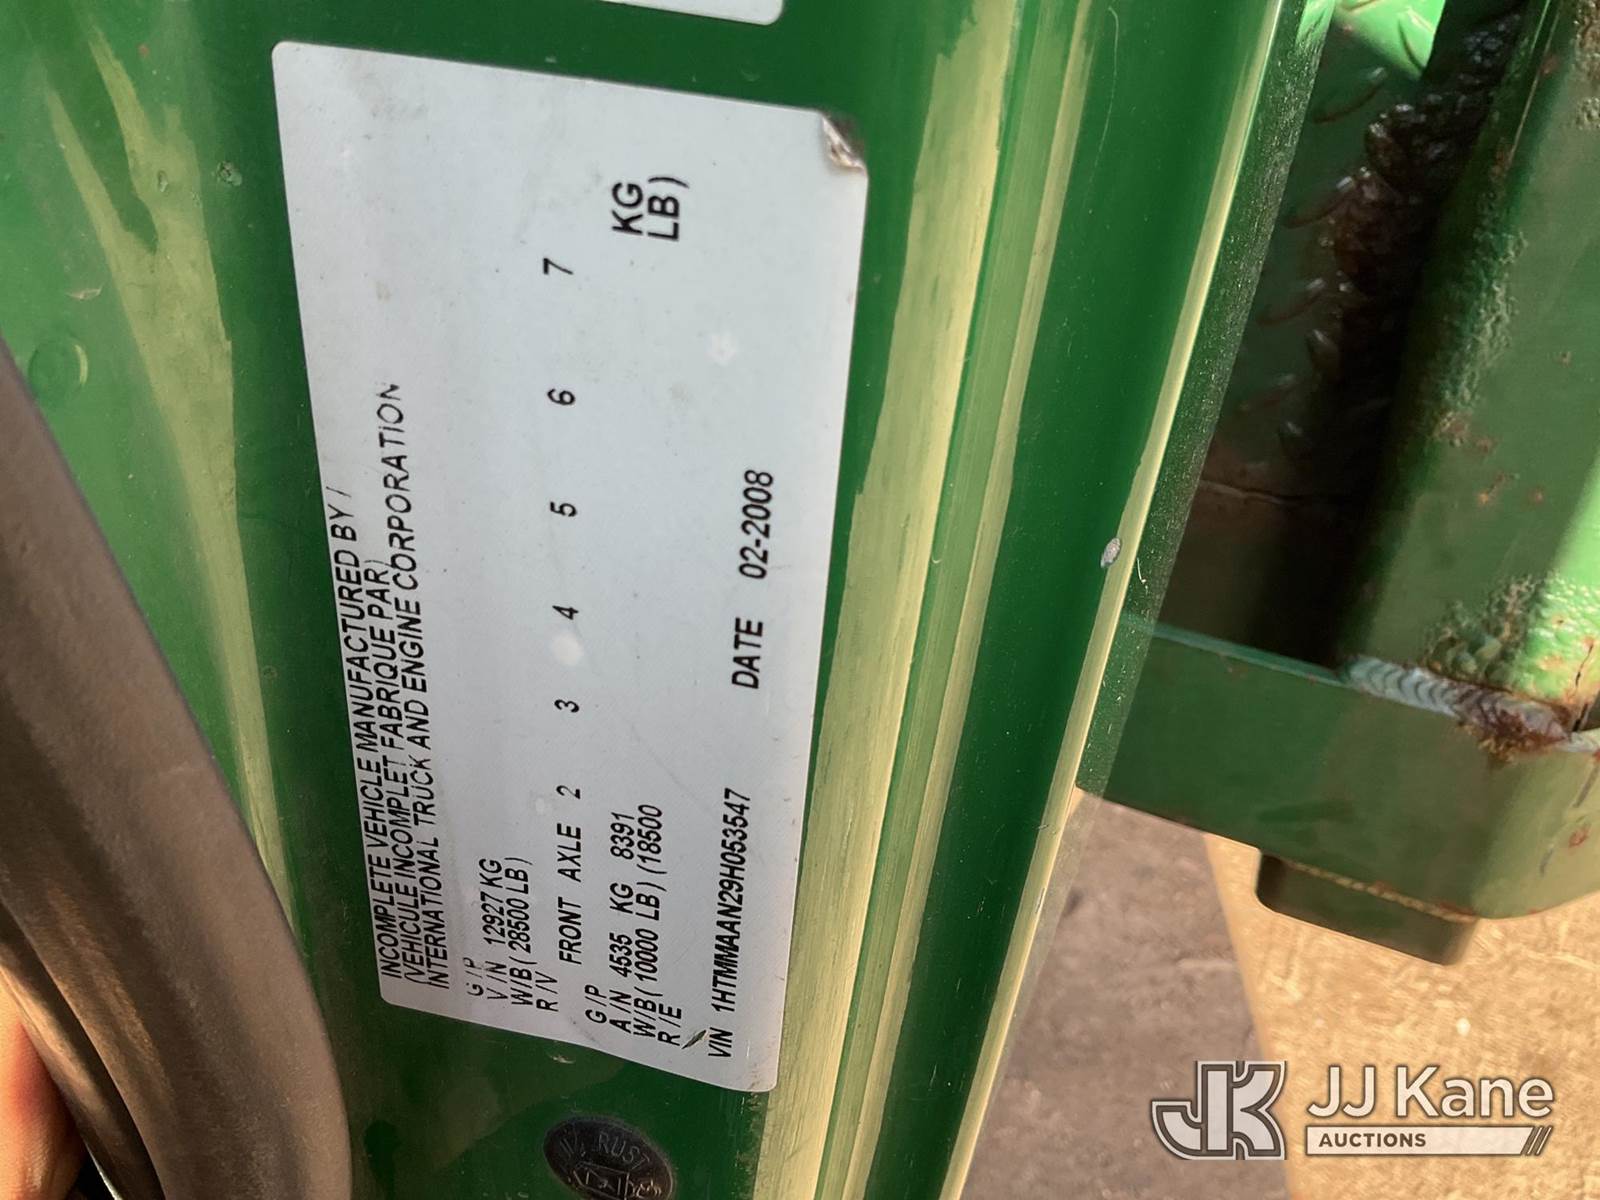 INCOMPLETE VEHICLE MANUFACTURED BY /
(VEHICULE INCOMPLET FABRIQUE PAR)
INTERNATIONAL TRUCK AND ENGINE CORPORATION
G / P
V / N 12927 KG
W/B ( 28500 LB )
R / V
FRONT AXLE 2 3 4 5 6 7
G / P
A / N 4535 KG 8391 KG
W/B ( 10000 LB ) (18500 LB )
R / E
VIN 1HTMMAAN29H053547 DATE 02-2008
RUST
JJ Kane
AUCTIONS